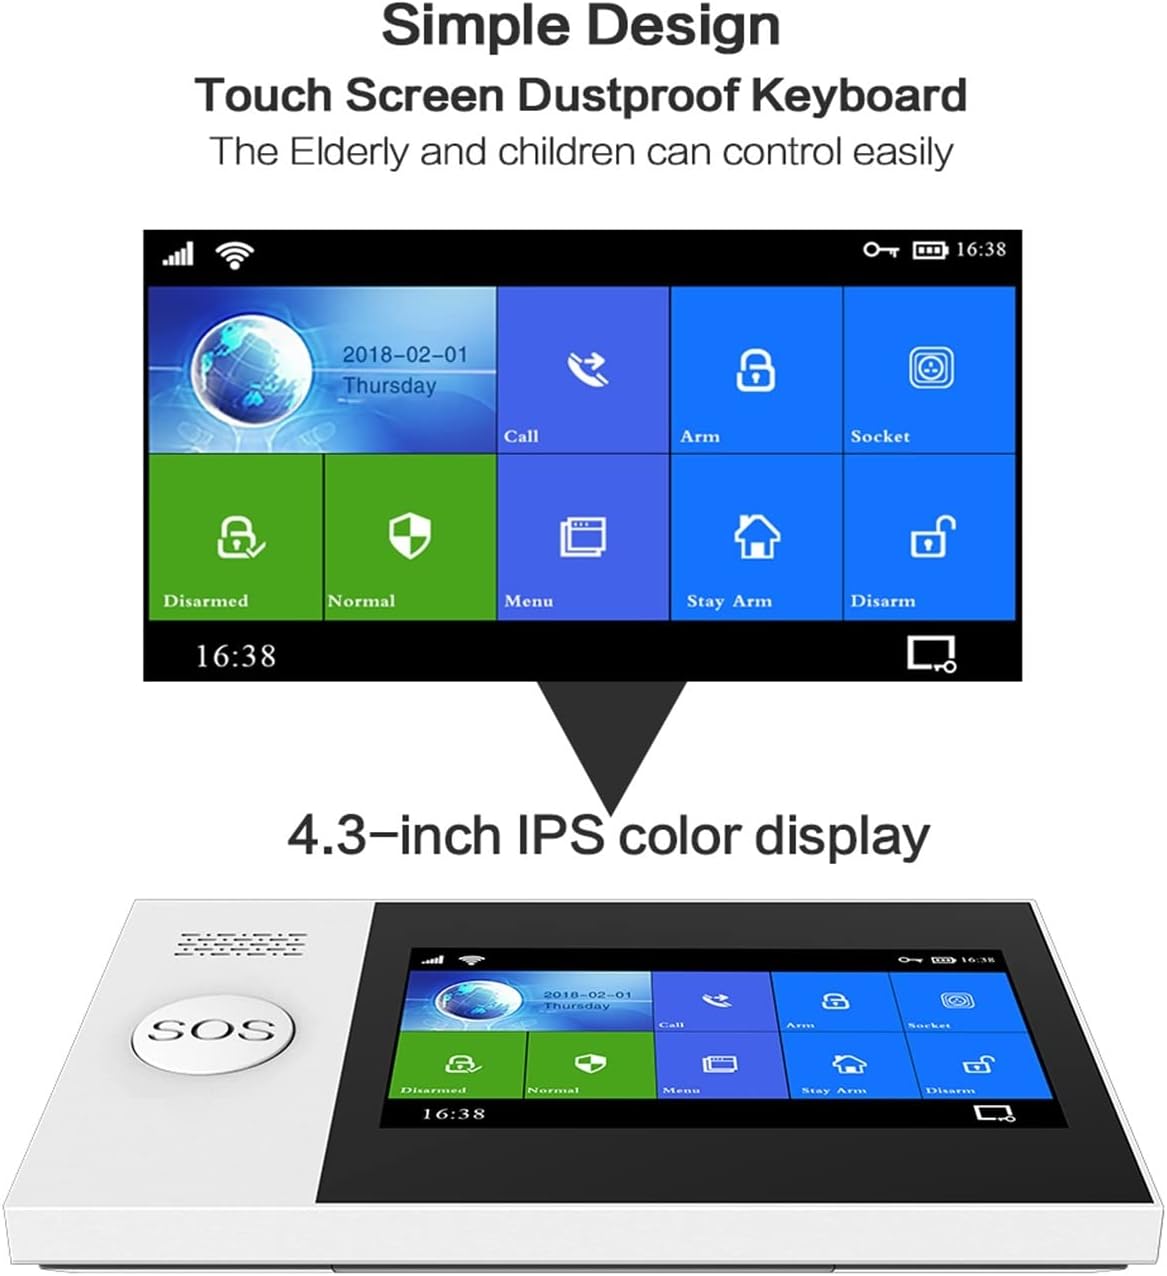 Simple Design
Touch Screen Dustproof Keyboard
The Elderly and children can control easily
16:38
2018-02-01
Thursday
Call
Arm
Socket
Disarmed
Normal
Menu
Stay Arm
Disarm
16:38
4.3-inch IPS color display
SOS
16:38
2018-02-01
Thursday
Call
Arm
Socket
Disarmed
Normal
Menu
Stay Arm
Disarm
16:38